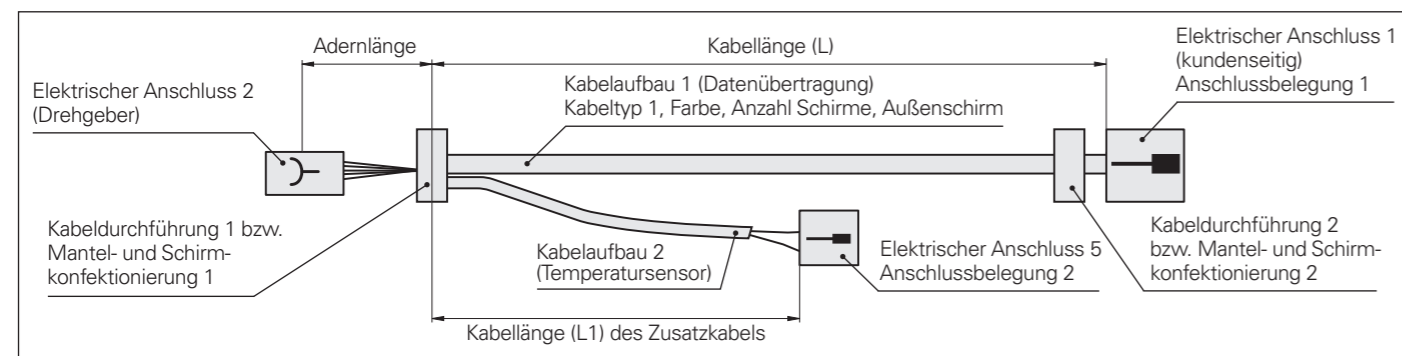 Adernlänge
Kabellänge (L)
Elektrischer Anschluss 1
(kundenseitig)
Anschlussbelegung 1
Elektrischer Anschluss 2
(Drehgeber)
Kabelaufbau 1 (Datenübertragung)
Kabeltyp 1, Farbe, Anzahl Schirme, Außenschirm
Kabeldurchführung 1 bzw.
Mantel- und Schirm-
konfektionierung 1
Kabelaufbau 2
(Temperatursensor)
Elektrischer Anschluss 5
Anschlussbelegung 2
Kabeldurchführung 2
bzw. Mantel- und Schirm-
konfektionierung 2
Kabellänge (L1) des Zusatzkabels